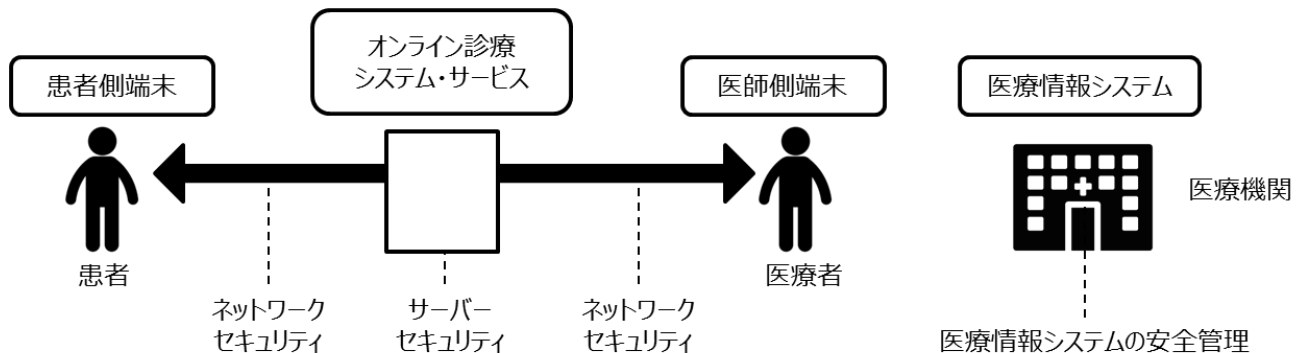 オンライン診療
システム・サービス
患者側端末
医師側端末
医療情報システム
医療機関
患者
医療者
ネットワーク
セキュリティ
サーバー
セキュリティ
ネットワーク
セキュリティ
医療情報システムの安全管理